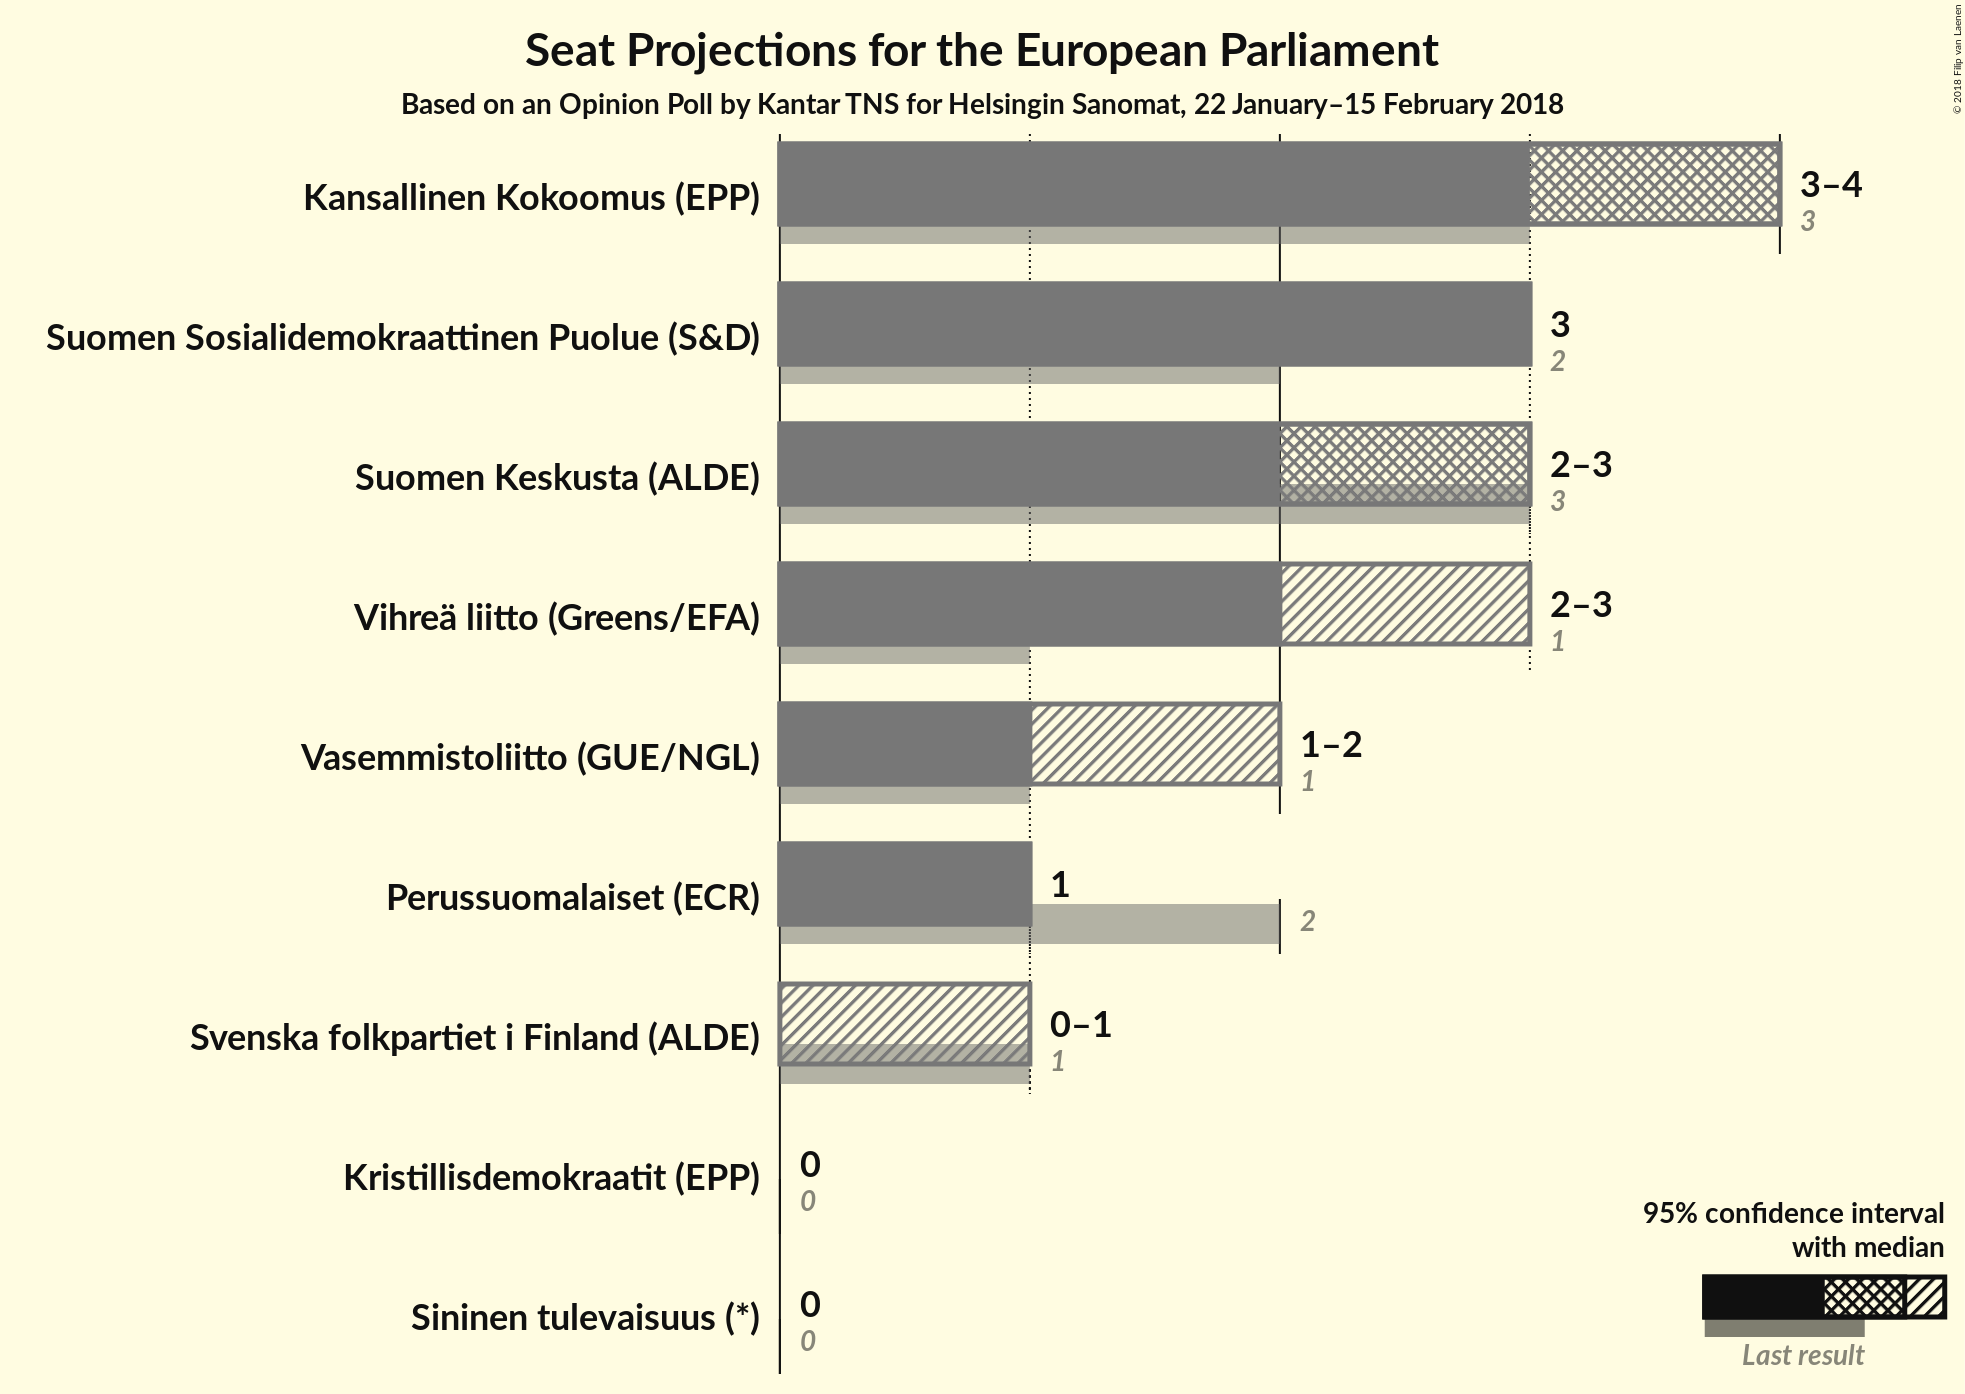 Seat Projections for the European Parliament
Based on an Opinion Poll by Kantar TNS for Helsingin Sanomat, 22 January–15 February 2018
© 2018 Filip van Laenen
Kansallinen Kokoomus (EPP)
3–4
3
Suomen Sosialidemokraattinen Puolue (S&D)
3
2
Suomen Keskusta (ALDE)
2–3
3
Vihreä liitto (Greens/EFA)
2–3
1
Vasemmistoliitto (GUE/NGL)
1–2
1
Perussuomalaiset (ECR)
1
2
Svenska folkpartiet i Finland (ALDE)
0–1
1
Kristillisdemokraatit (EPP)
0
0
Sininen tulevaisuus (*)
0
0
95% confidence interval
with median
Last result